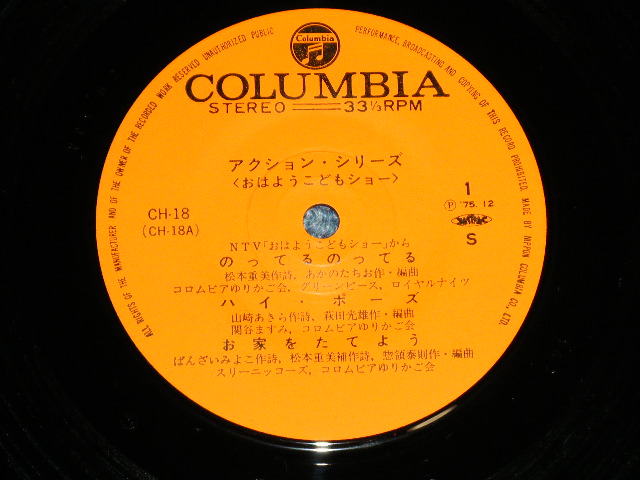 ALL RIGHTS OF THE MANUFACTURER AND OF THE OWNER OF THE RECORDED WORK RESERVED UNAUTHORIZED PUBLIC PERFORMANCE, BROADCASTING AND COPYING OF THIS RECORD PROHIBITED. MADE BY NIPPON COLUMBIA CO., LTD.
Columbia
COLUMBIA
STEREO 33 1/3 RPM
アクション・シリーズ
〈おはようこどもショー〉
CH-18
(CH-18A)
1
Ⓟ '75. 12
S
NTV「おはようこどもショー」から
のってるのってる
松本重美作詩, あかのたちお作・編曲
コロムビアゆりかご会, グリーンピース, ロイヤルナイツ
ハイ・ポーズ
山崎あきら作詩, 萩田光雄作・編曲
関谷ますみ, コロムビアゆりかご会
お家をたてよう
ばんざいみよこ作詩, 松本重美補作詩, 惣領泰則作・編曲
スリーニッコーズ, コロムビアゆりかご会